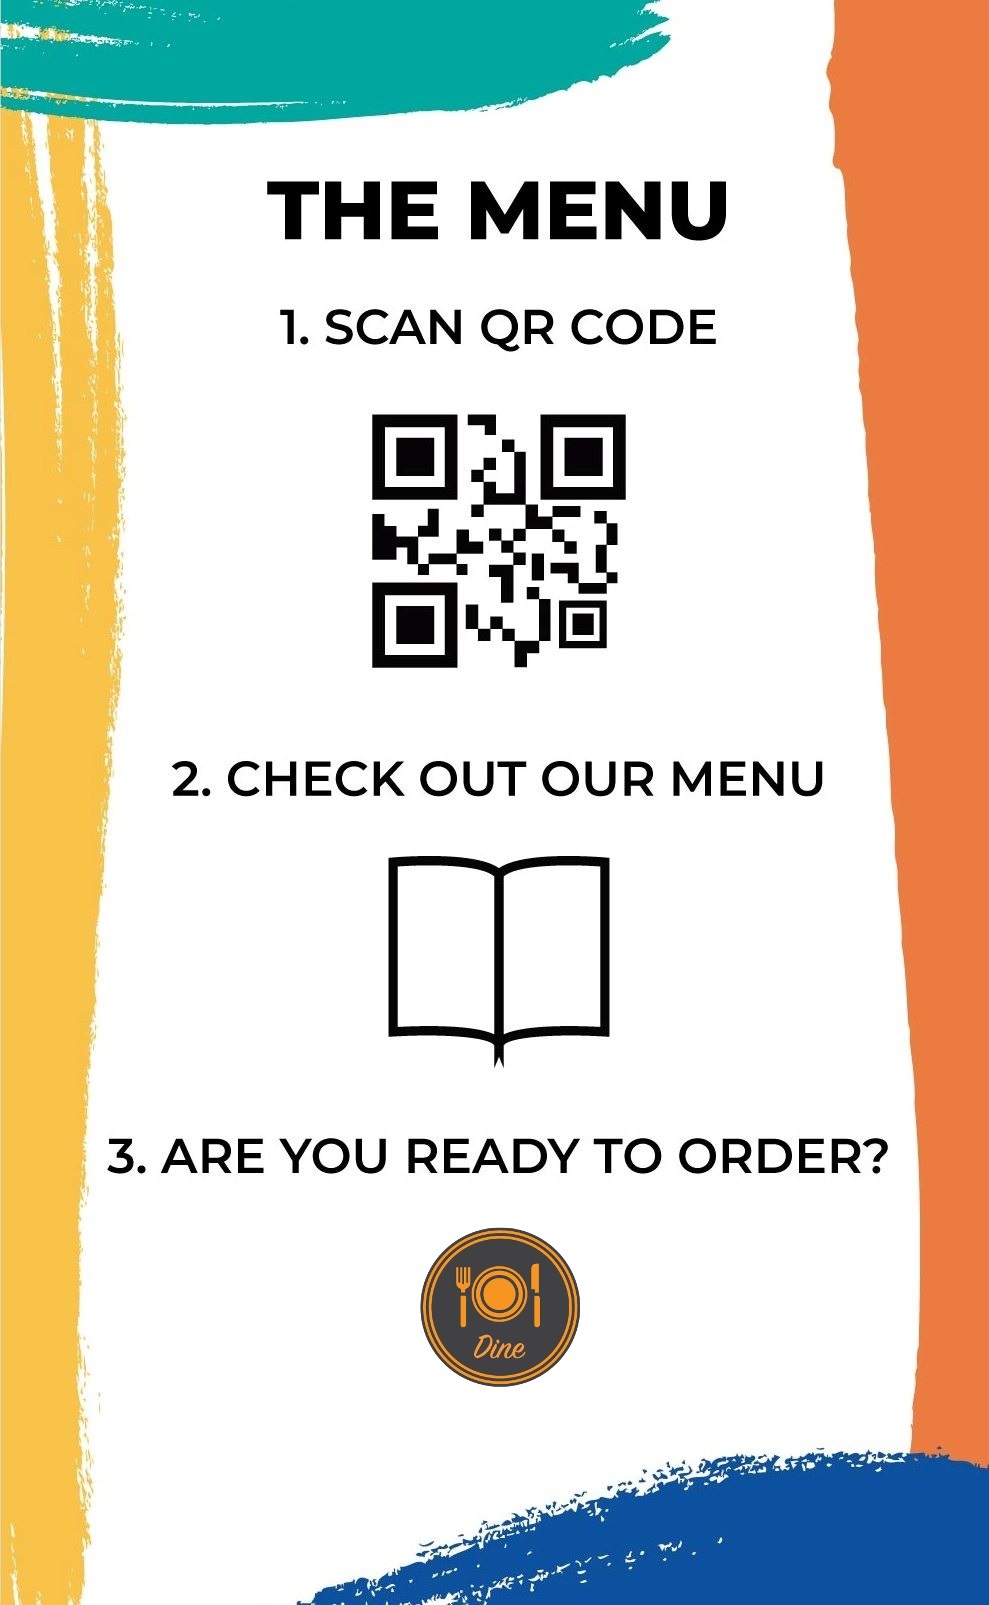 THE MENU
1. SCAN QR CODE
2. CHECK OUT OUR MENU
3. ARE YOU READY TO ORDER?
Dine